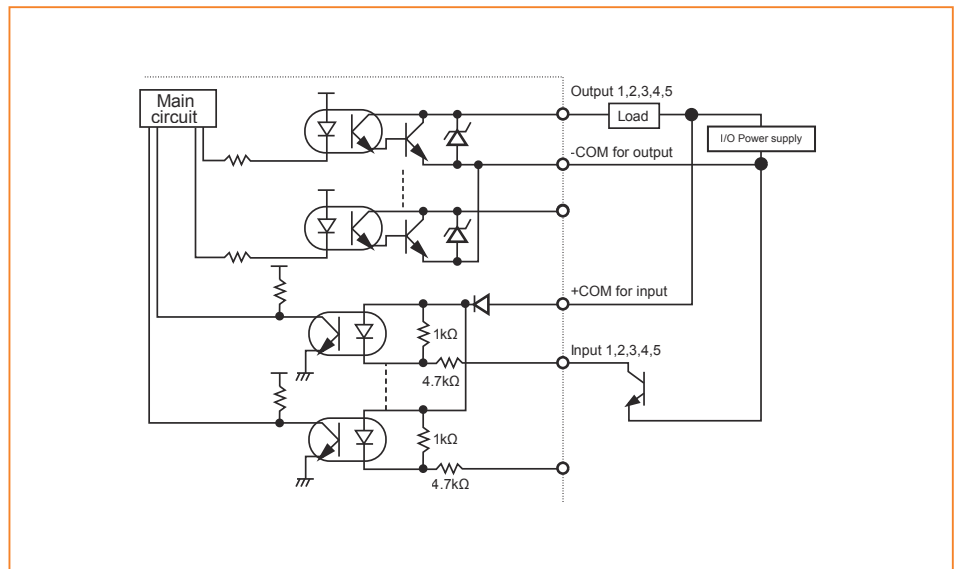 Main
circuit
Output 1,2,3,4,5
Load
I/O Power supply
-COM for output
+COM for input
1kΩ
Input 1,2,3,4,5
4.7kΩ
1kΩ
4.7kΩ